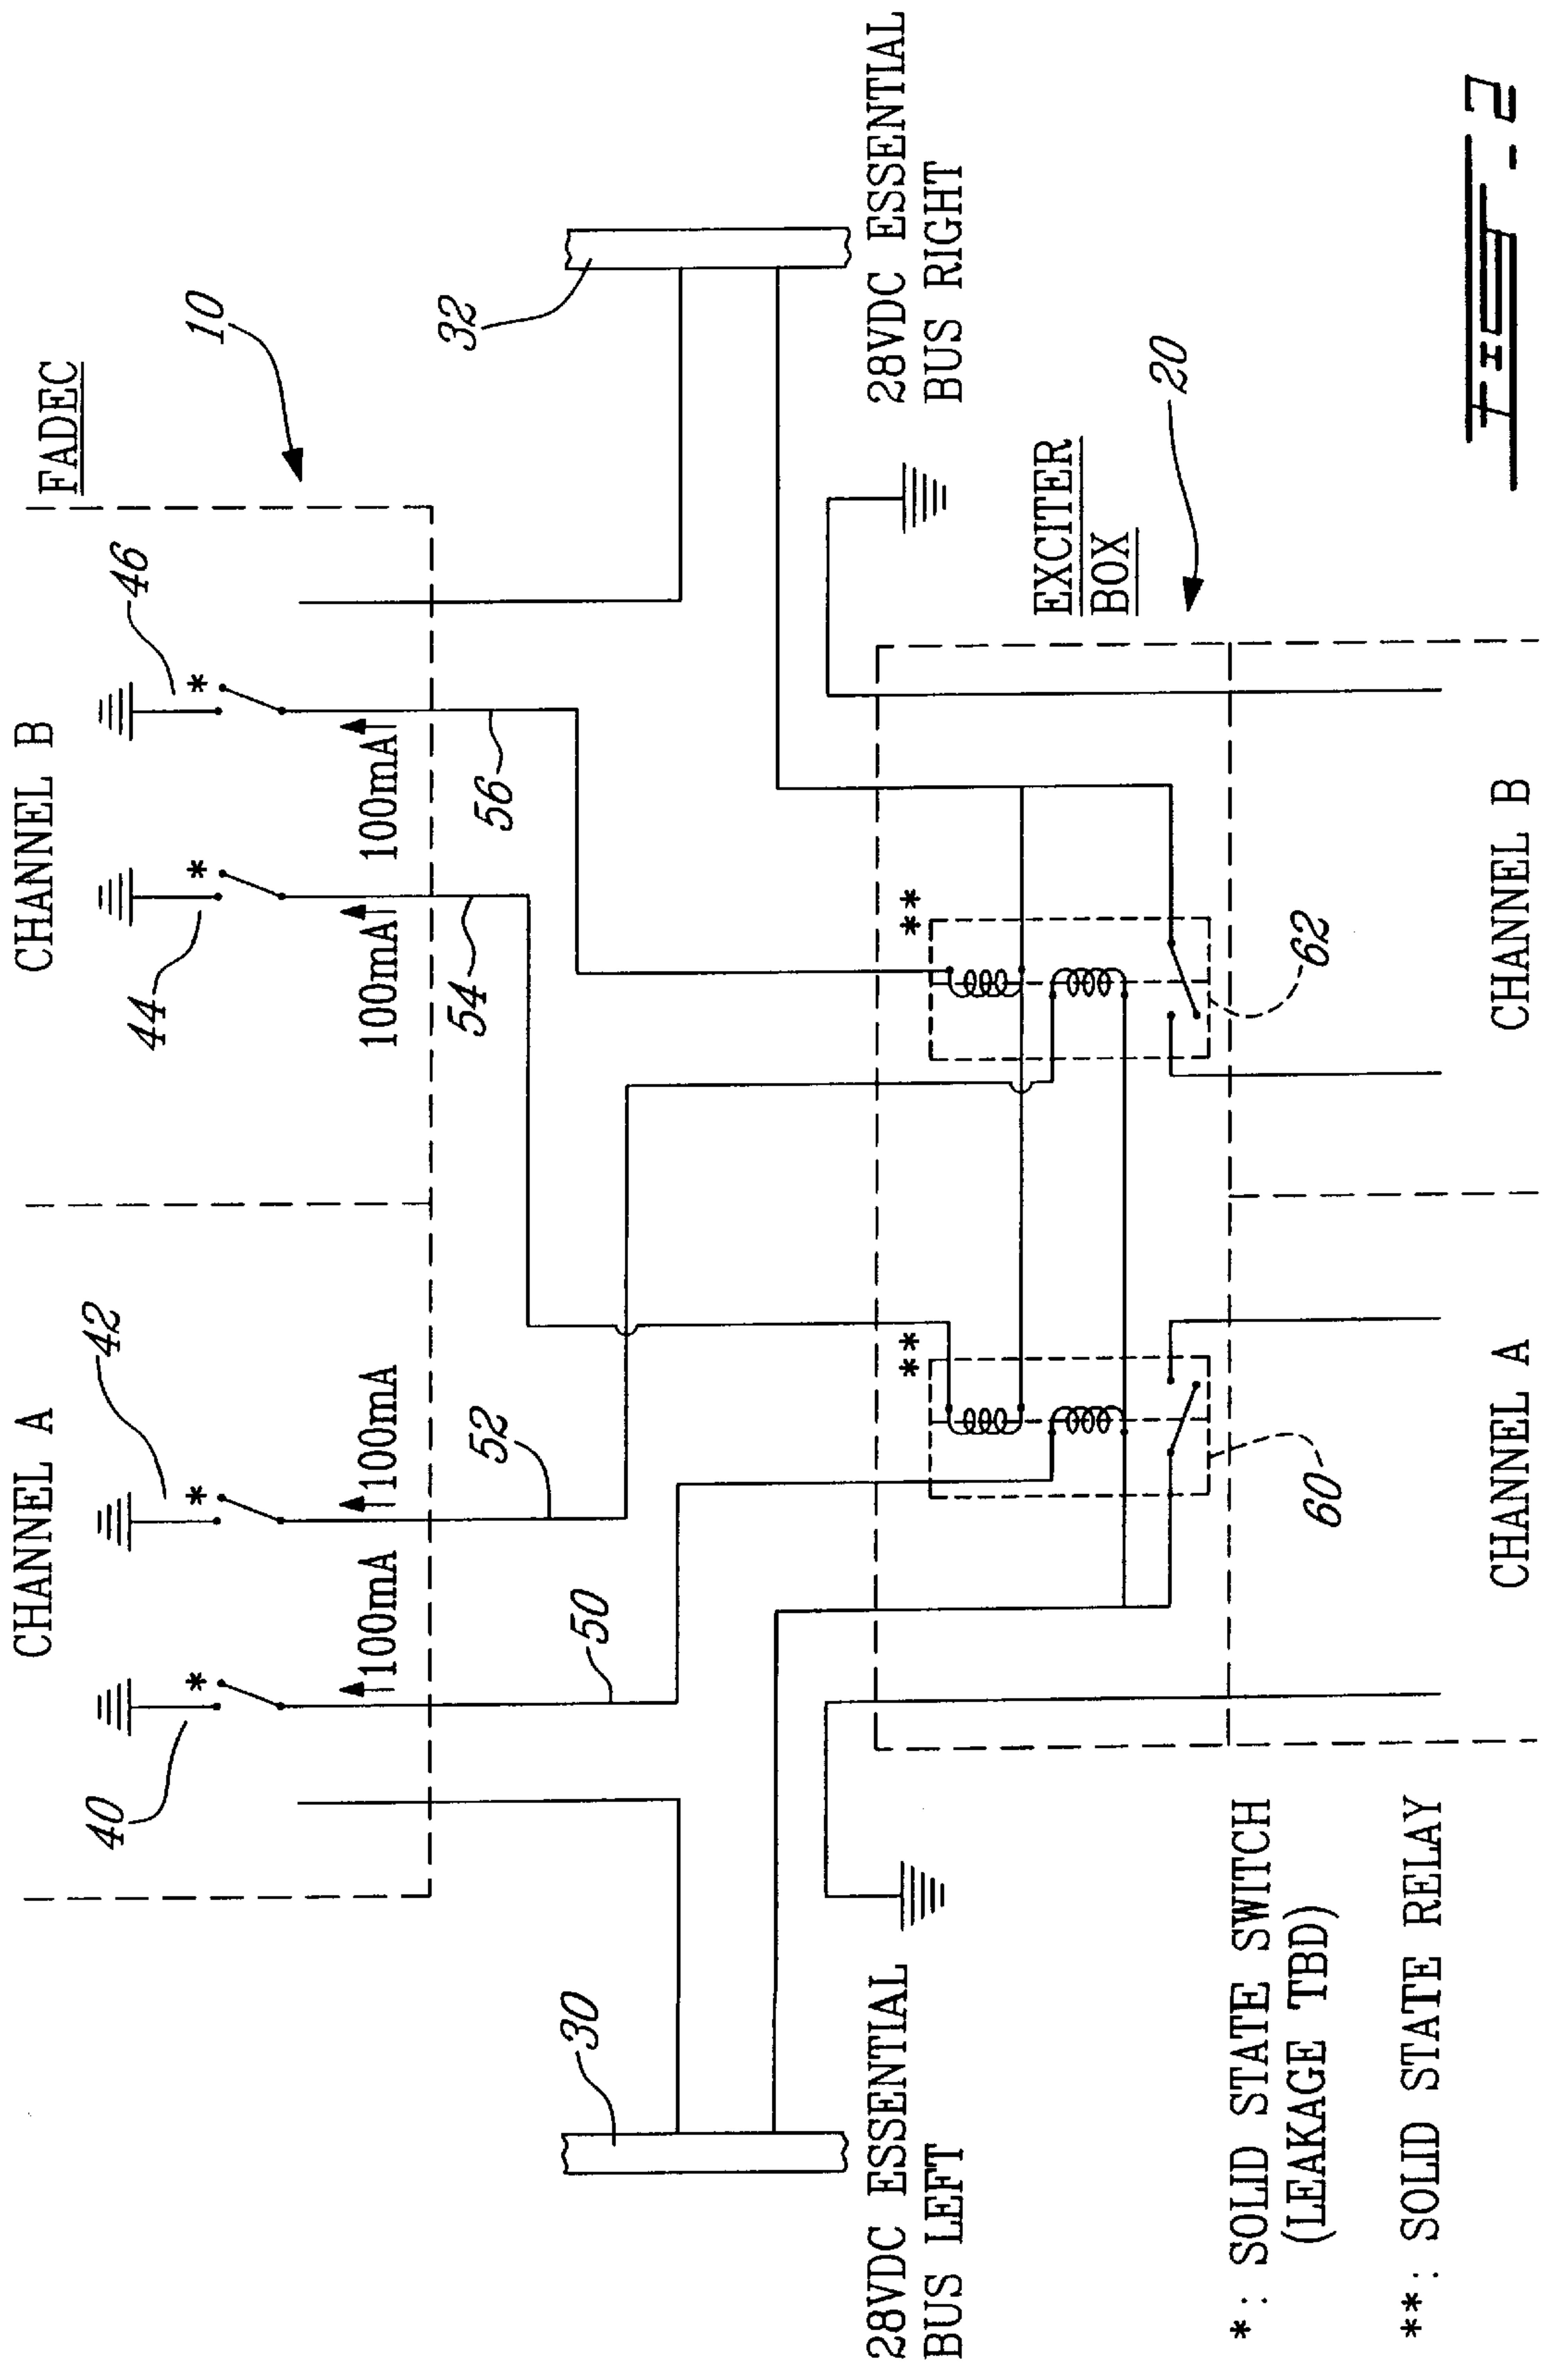 FADEC
10
CHANNEL A
CHANNEL B
40
42
44
46
*
*
*
*
100mA
100mA
100mA
100mA
50
52
54
56
30
32
28VDC ESSENTIAL
BUS LEFT
28VDC ESSENTIAL
BUS RIGHT
EXCITER
BOX
20
**
**
60
62
CHANNEL A
CHANNEL B
*: SOLID STATE SWITCH
(LEAKAGE TBD)
**: SOLID STATE RELAY
FIG-2